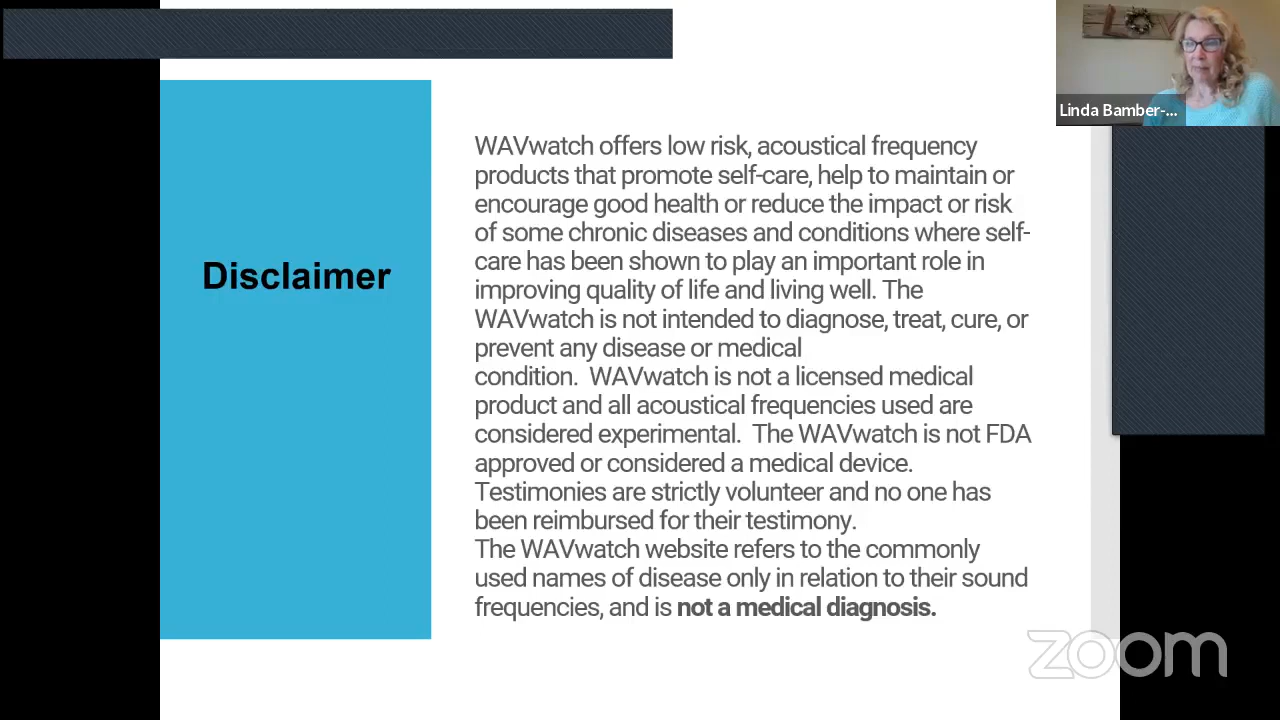 Linda Bamber-...
WAVwatch offers low risk, acoustical frequency
products that promote self-care, help to maintain or
encourage good health or reduce the impact or risk
of some chronic diseases and conditions where self-
care has been shown to play an important role in
improving quality of life and living well. The
WAVwatch is not intended to diagnose, treat, cure, or
prevent any disease or medical
condition.  WAVwatch is not a licensed medical
product and all acoustical frequencies used are
considered experimental.  The WAVwatch is not FDA
approved or considered a medical device.
Testimonies are strictly volunteer and no one has
been reimbursed for their testimony.
The WAVwatch website refers to the commonly
used names of disease only in relation to their sound
frequencies, and is not a medical diagnosis.
Disclaimer
zoom